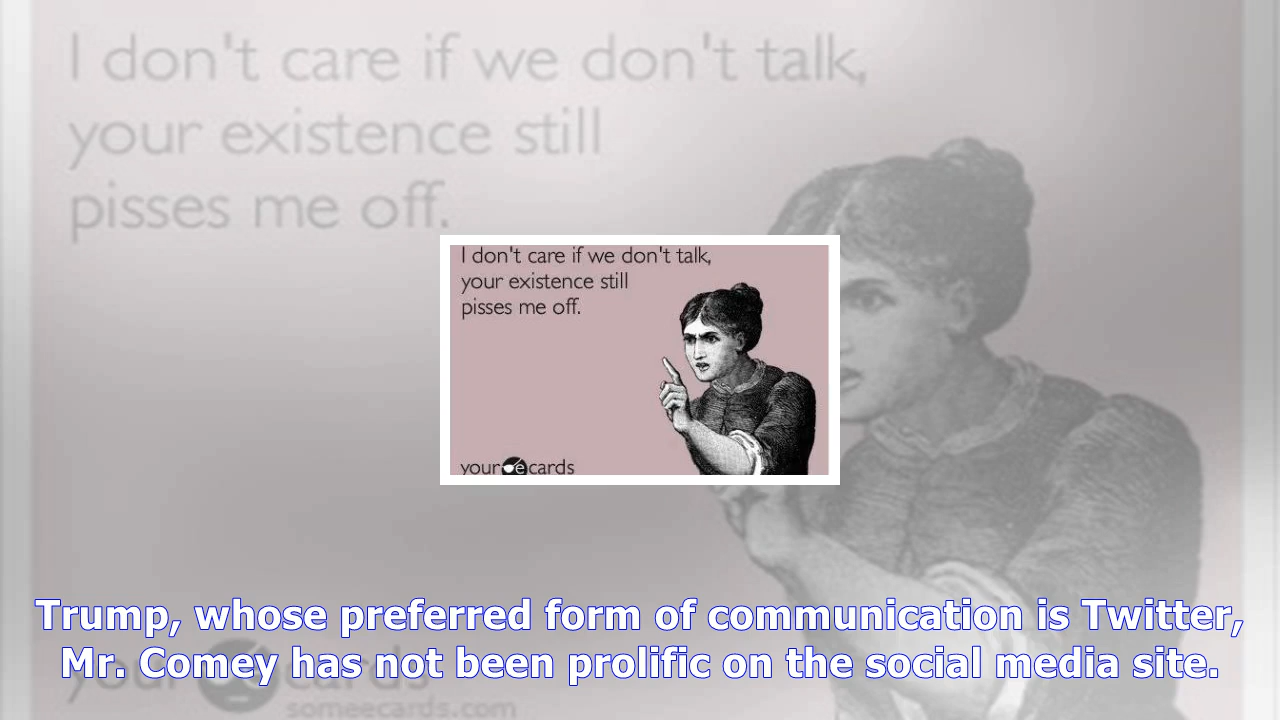 I don't care if we don't talk,
your existence still
pisses me off.
I don't care if we don't talk,
your existence still
pisses me off.
your e cards
Trump, whose preferred form of communication is Twitter,
Mr. Comey has not been prolific on the social media site.
your e cards
someecards.com